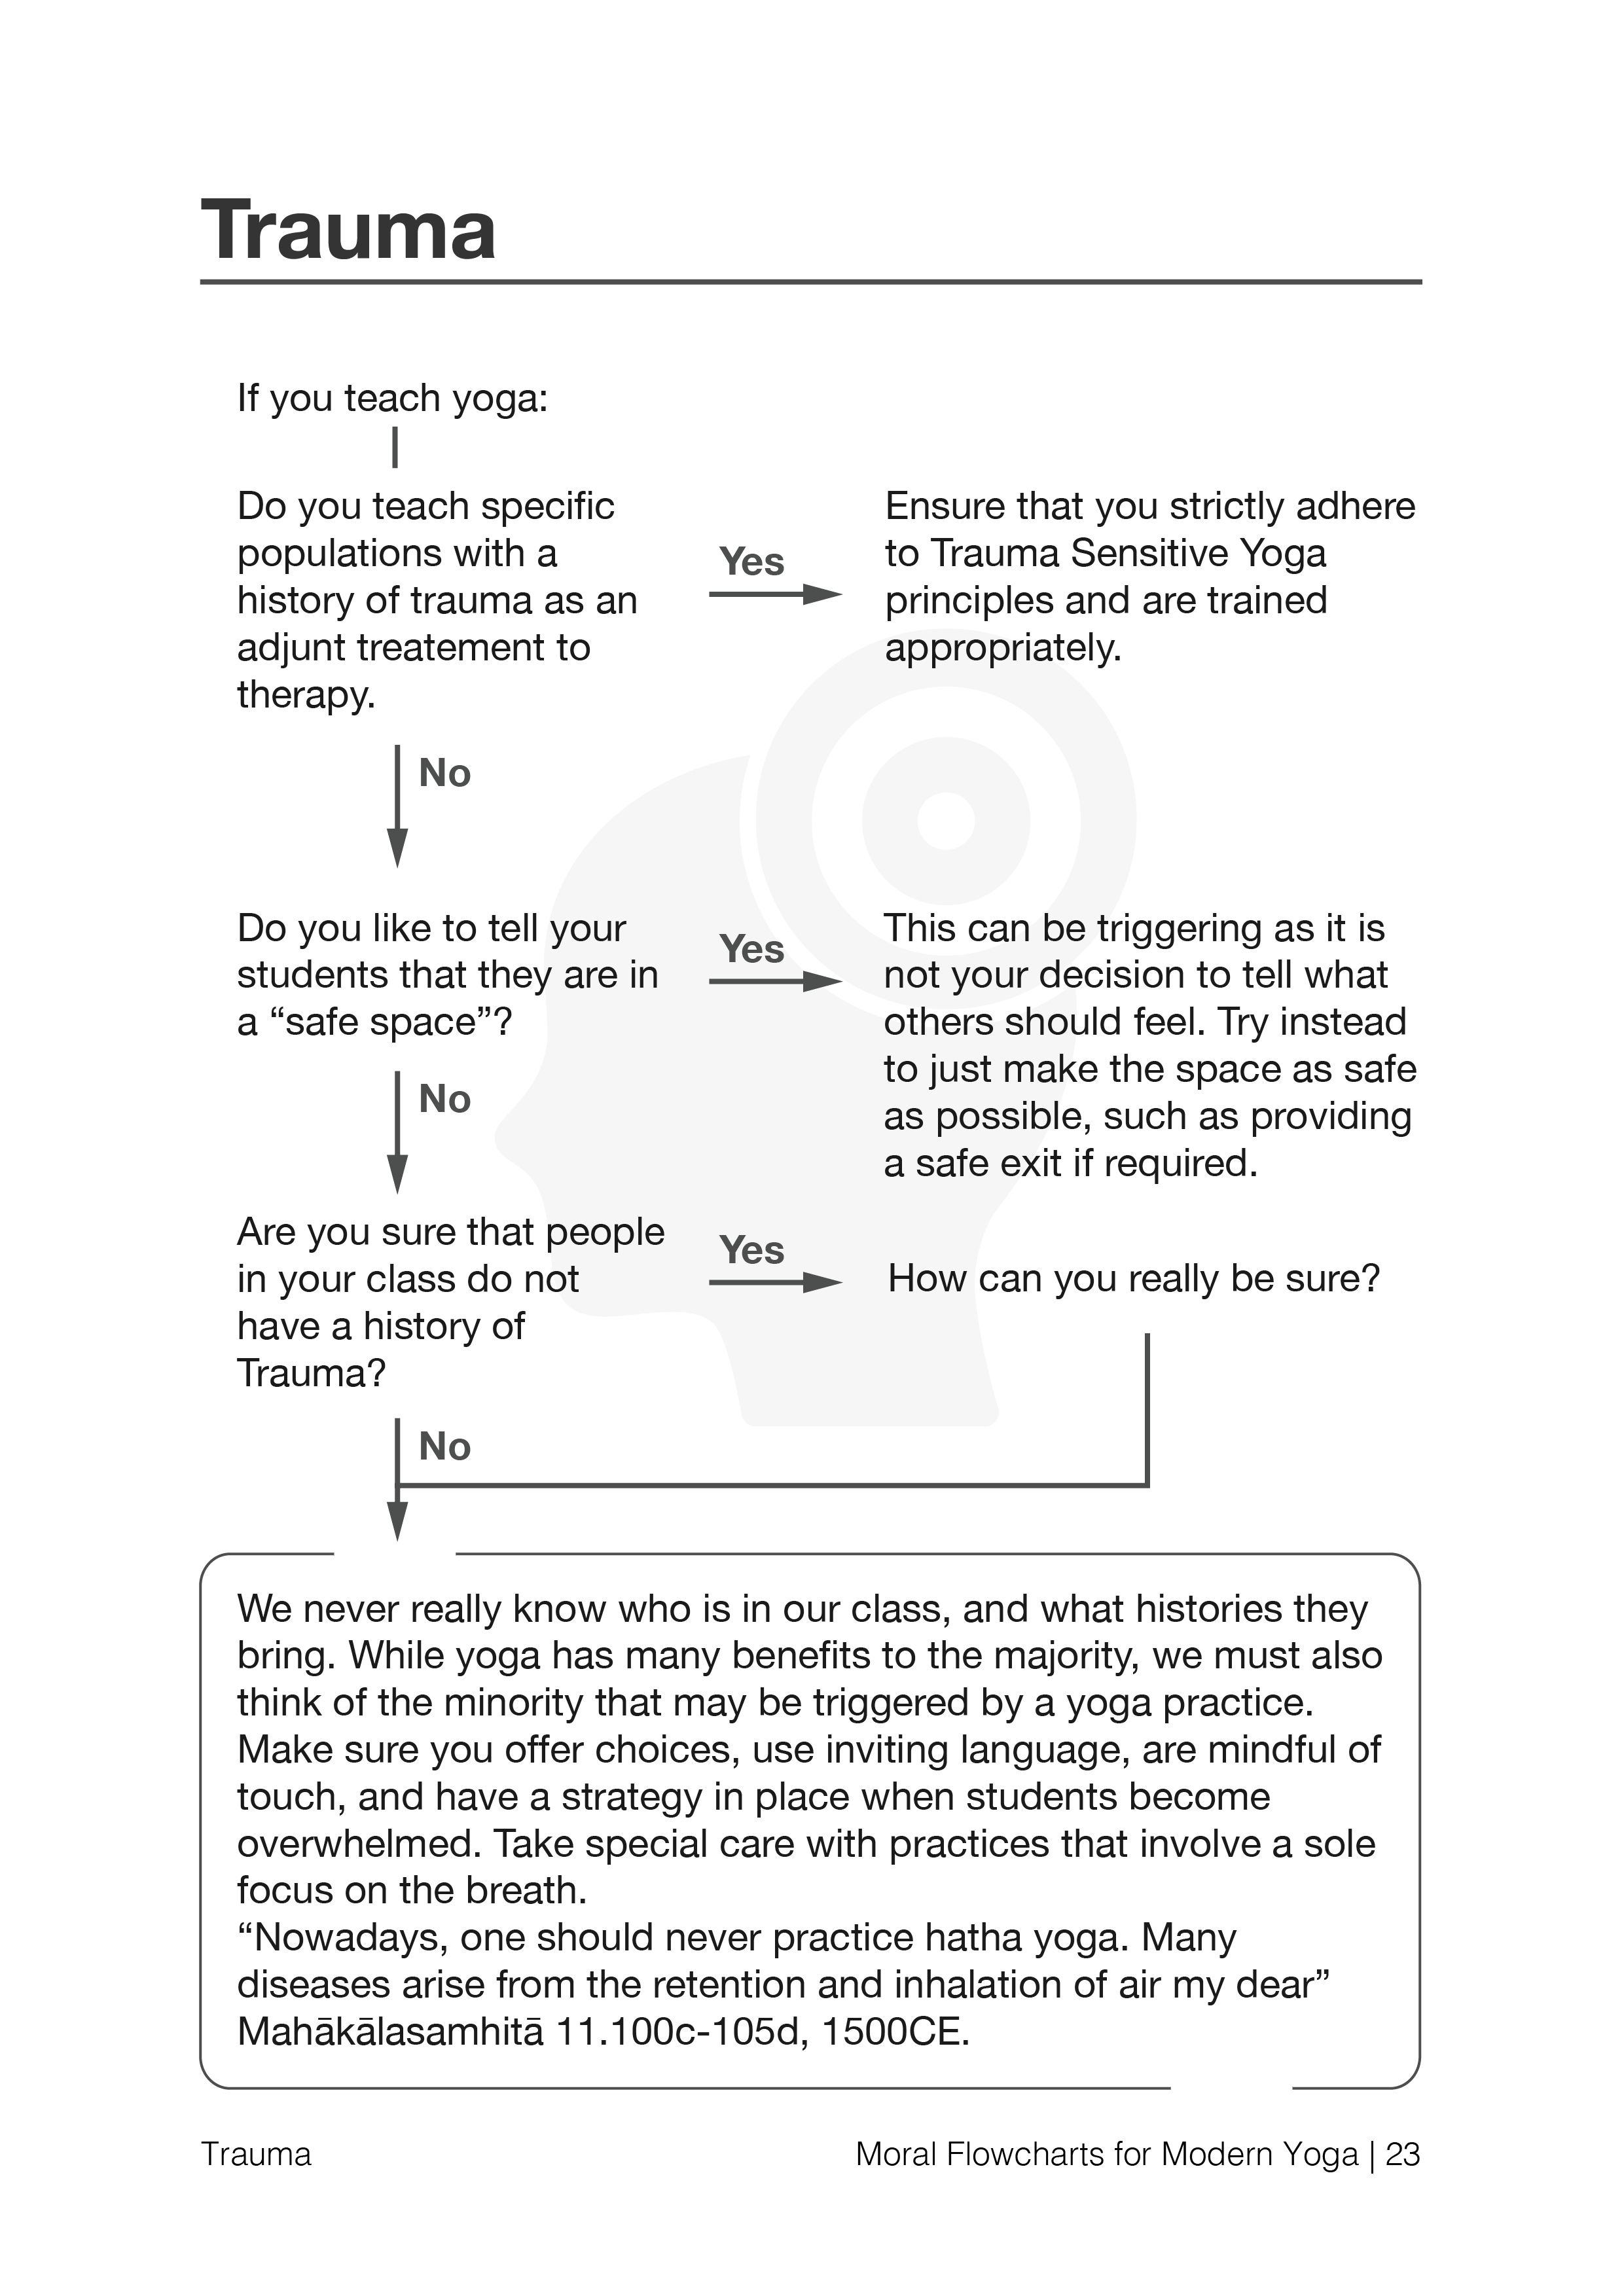 Trauma
If you teach yoga:
Do you teach specific
populations with a
history of trauma as an
adjunt treatement to
therapy.
Yes
Ensure that you strictly adhere
to Trauma Sensitive Yoga
principles and are trained
appropriately.
No
Do you like to tell your
students that they are in
a “safe space”?
Yes
This can be triggering as it is
not your decision to tell what
others should feel. Try instead
to just make the space as safe
as possible, such as providing
a safe exit if required.
No
Are you sure that people
in your class do not
have a history of
Trauma?
Yes
How can you really be sure?
No
We never really know who is in our class, and what histories they
bring. While yoga has many benefits to the majority, we must also
think of the minority that may be triggered by a yoga practice.
Make sure you offer choices, use inviting language, are mindful of
touch, and have a strategy in place when students become
overwhelmed. Take special care with practices that involve a sole
focus on the breath.
“Nowadays, one should never practice hatha yoga. Many
diseases arise from the retention and inhalation of air my dear”
Mahākālasamhitā 11.100c-105d, 1500CE.
Trauma
Moral Flowcharts for Modern Yoga | 23